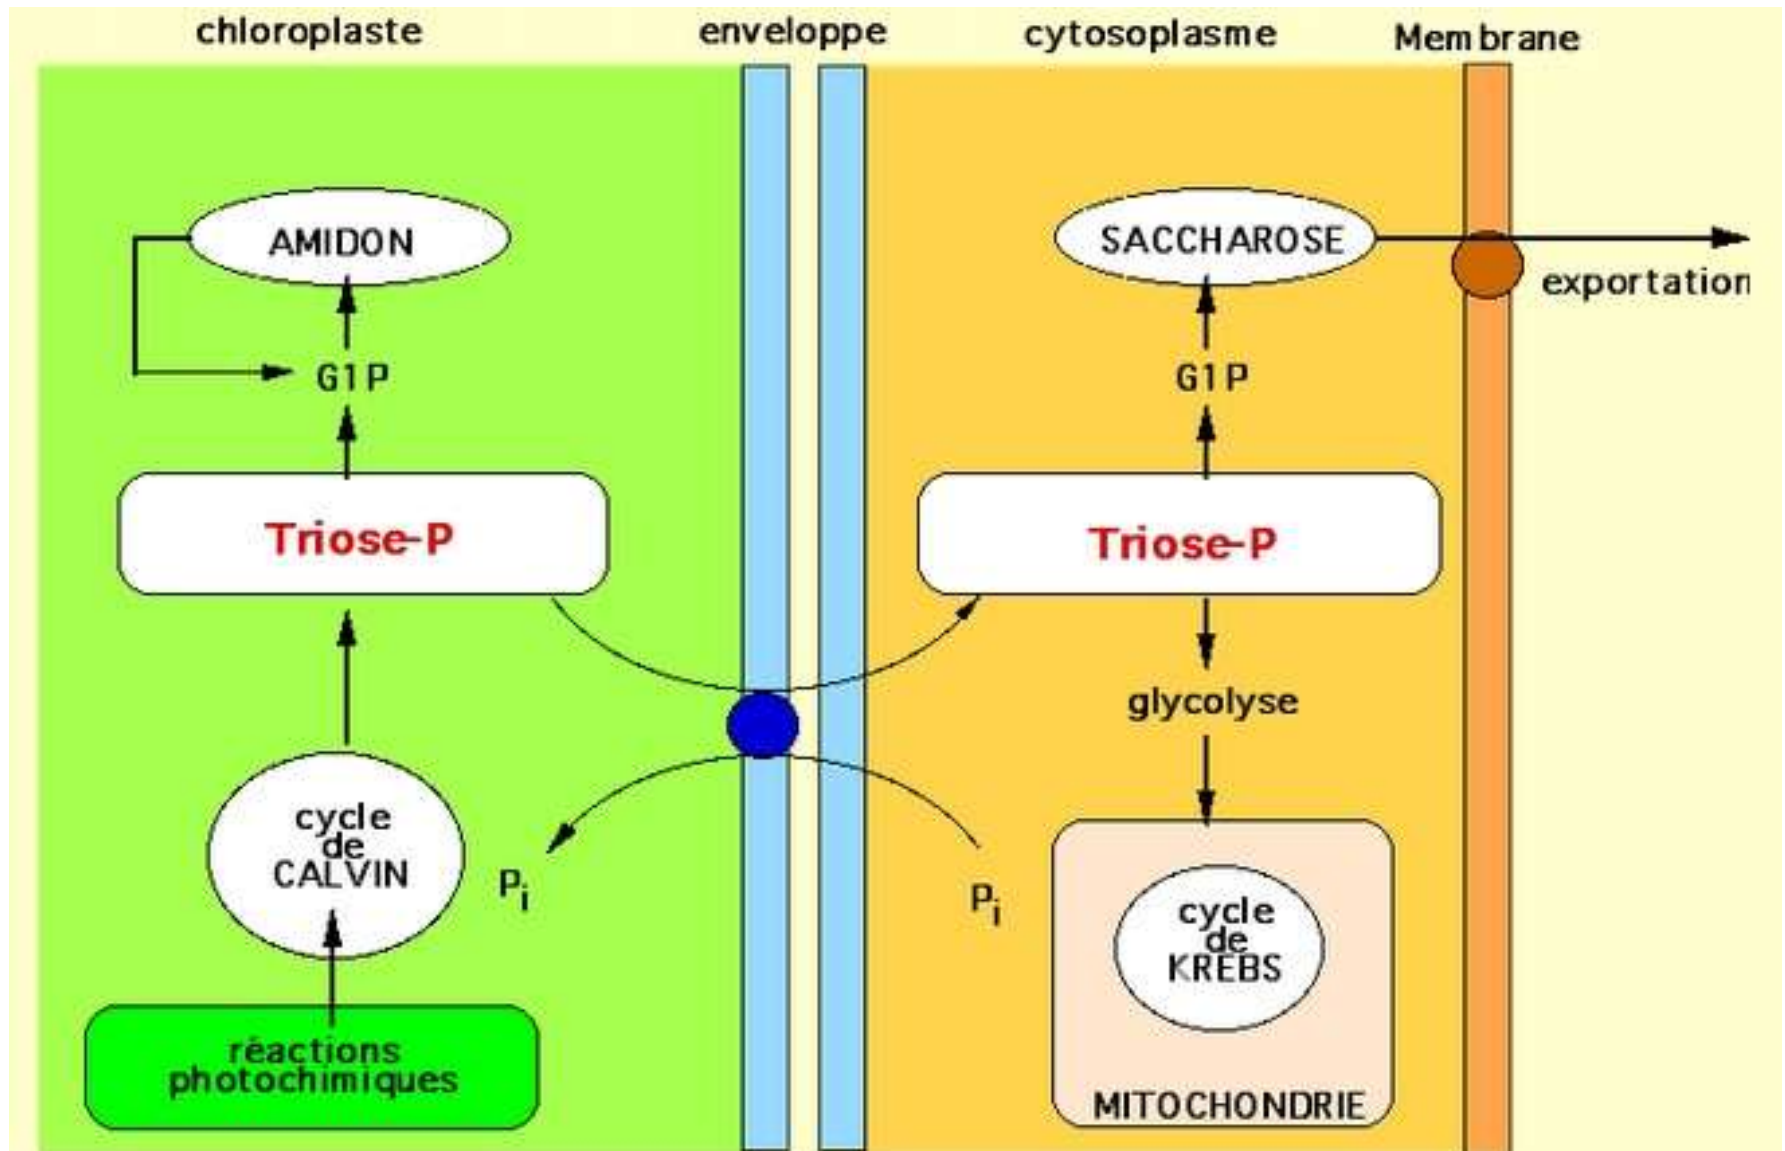 chloroplaste
enveloppe
cytosoplasme
Membrane
AMIDON
G1P
Triose-P
cycle
de
CALVIN
Pi
réactions
photochimiques
SACCHAROSE
exportation
G1P
Triose-P
glycolyse
Pi
cycle
de
KREBS
MITOCHONDRIE